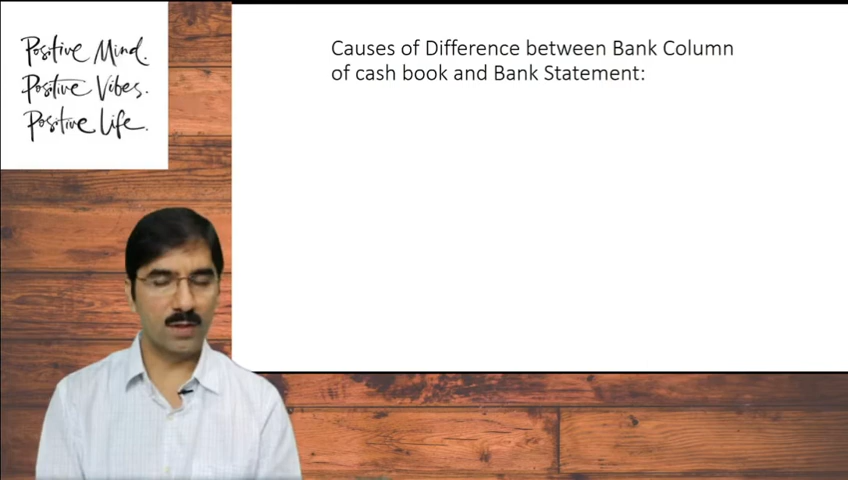 Positive Mind.
Positive Vibes.
Positive Life.
Causes of Difference between Bank Column
of cash book and Bank Statement: